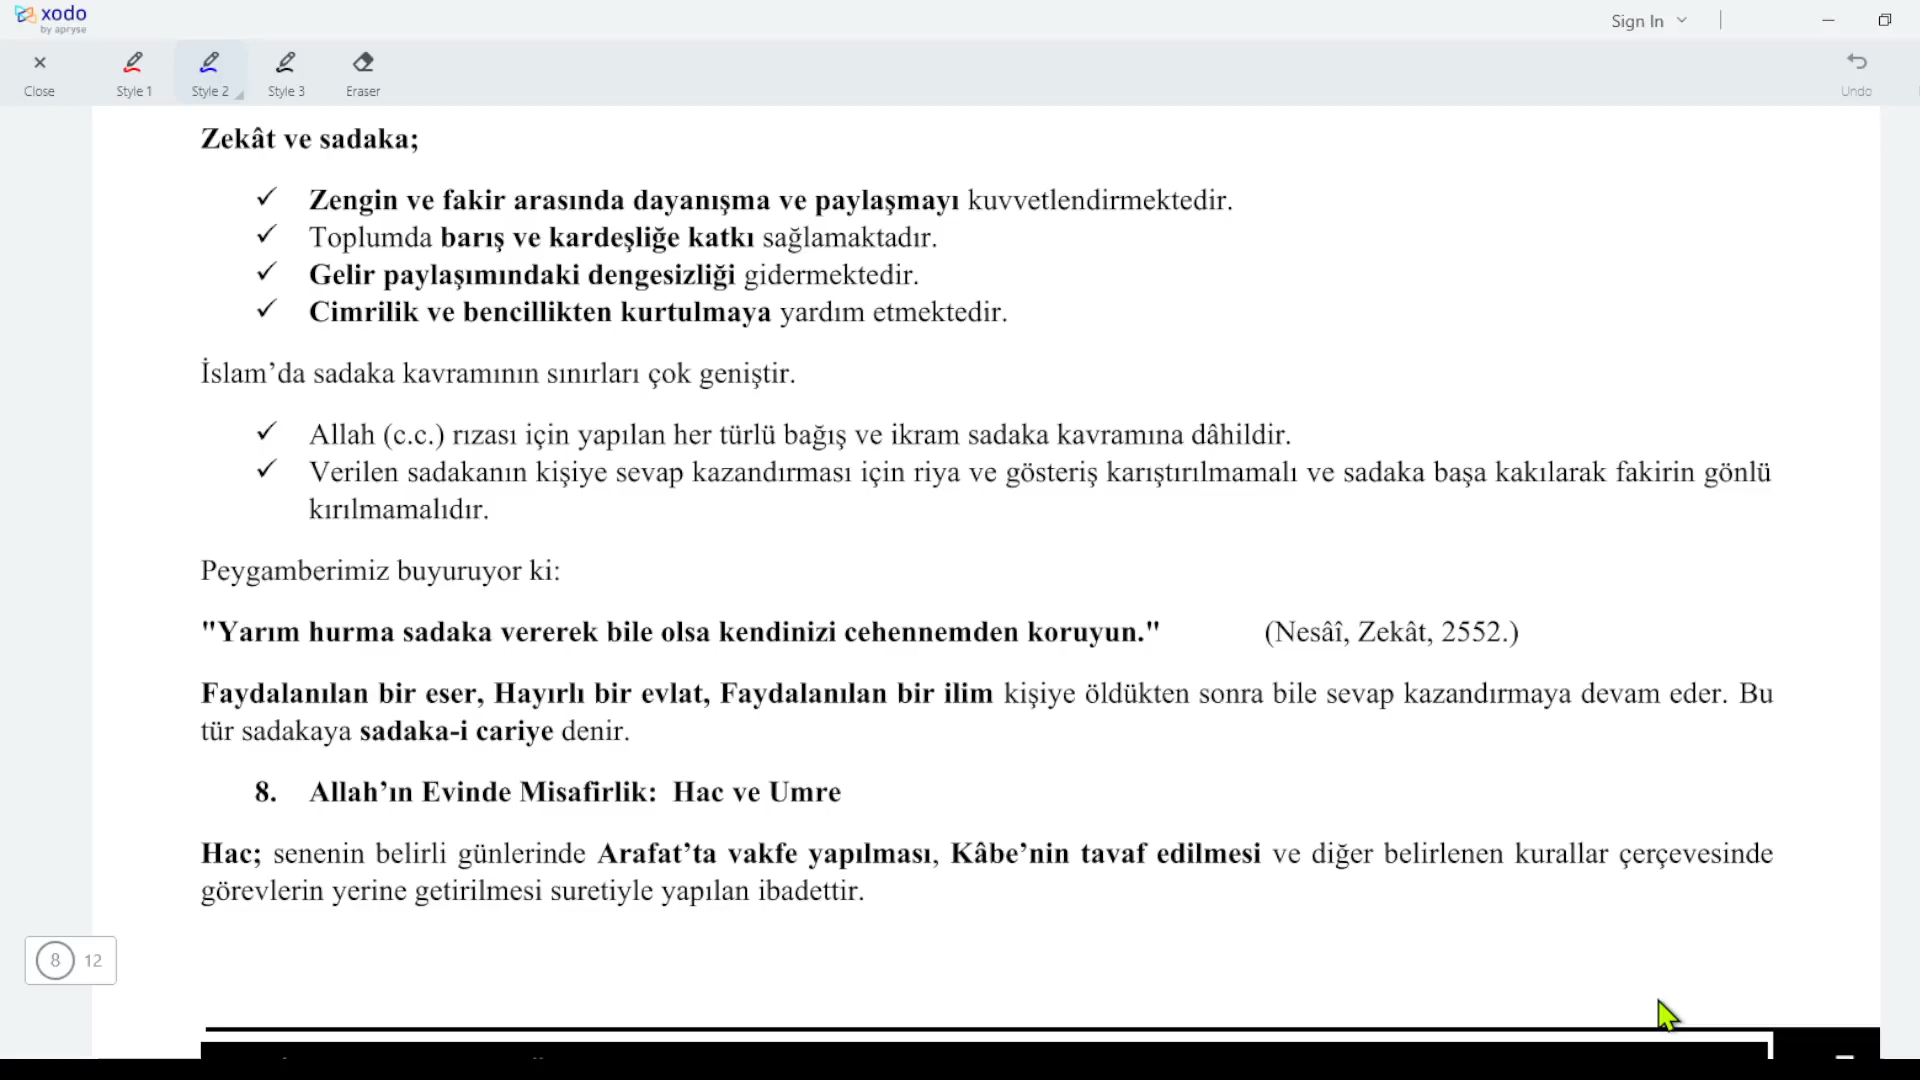 xodo
by apryse
Sign In
Close
Style 1
Style 2
Style 3
Eraser
Undo
Zekât ve sadaka;
✓ Zengin ve fakir arasında dayanışma ve paylaşmayı kuvvetlendirmektedir.
✓ Toplumda barış ve kardeşliğe katkı sağlamaktadır.
✓ Gelir paylaşımındaki dengesizliği gidermektedir.
✓ Cimrilik ve bencillikten kurtulmaya yardım etmektedir.
İslam’da sadaka kavramının sınırları çok geniştir.
✓ Allah (c.c.) rızası için yapılan her türlü bağış ve ikram sadaka kavramına dâhildir.
✓ Verilen sadakanın kişiye sevap kazandırması için riya ve gösteriş karıştırılmamalı ve sadaka başa kakılarak fakirin gönlü
kırılmamalıdır.
Peygamberimiz buyuruyor ki:
"Yarım hurma sadaka vererek bile olsa kendinizi cehennemden koruyun." (Nesâî, Zekât, 2552.)
Faydalanılan bir eser, Hayırlı bir evlat, Faydalanılan bir ilim kişiye öldükten sonra bile sevap kazandırmaya devam eder. Bu
tür sadakaya sadaka-i cariye denir.
8. Allah’ın Evinde Misafirlik: Hac ve Umre
Hac; senenin belirli günlerinde Arafat’ta vakfe yapılması, Kâbe’nin tavaf edilmesi ve diğer belirlenen kurallar çerçevesinde
görevlerin yerine getirilmesi suretiyle yapılan ibadettir.
8 12